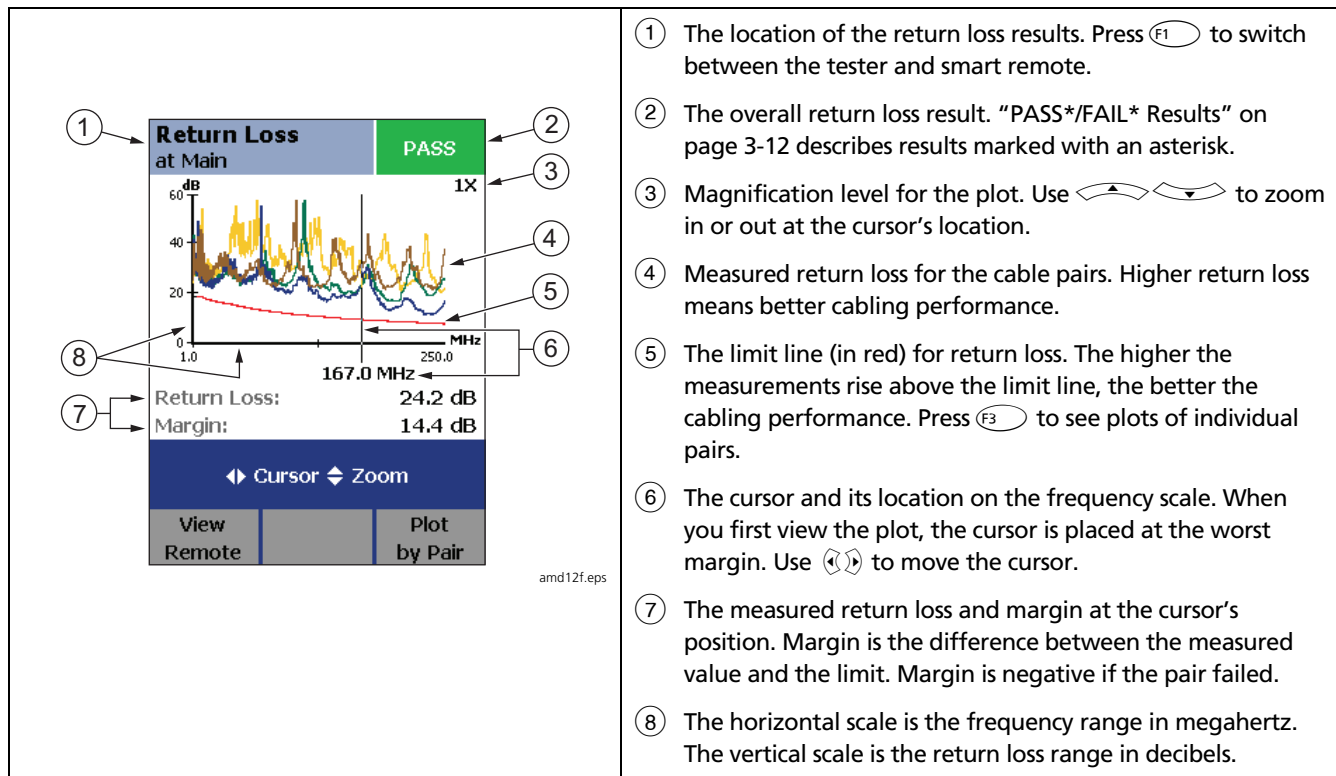 1
Return Loss
at Main
PASS
2
3
1X
dB
60
40
20
0
4
5
6
8
1.0
MHz
250.0
167.0 MHz
7
Return Loss: 24.2 dB
Margin: 14.4 dB
Cursor Zoom
View
Remote
Plot
by Pair
amd12f.eps
1 The location of the return loss results. Press F1 to switch
between the tester and smart remote.
2 The overall return loss result. “PASS*/FAIL* Results” on
page 3-12 describes results marked with an asterisk.
3 Magnification level for the plot. Use to zoom
in or out at the cursor’s location.
4 Measured return loss for the cable pairs. Higher return loss
means better cabling performance.
5 The limit line (in red) for return loss. The higher the
measurements rise above the limit line, the better the
cabling performance. Press F3 to see plots of individual
pairs.
6 The cursor and its location on the frequency scale. When
you first view the plot, the cursor is placed at the worst
margin. Use to move the cursor.
7 The measured return loss and margin at the cursor’s
position. Margin is the difference between the measured
value and the limit. Margin is negative if the pair failed.
8 The horizontal scale is the frequency range in megahertz.
The vertical scale is the return loss range in decibels.